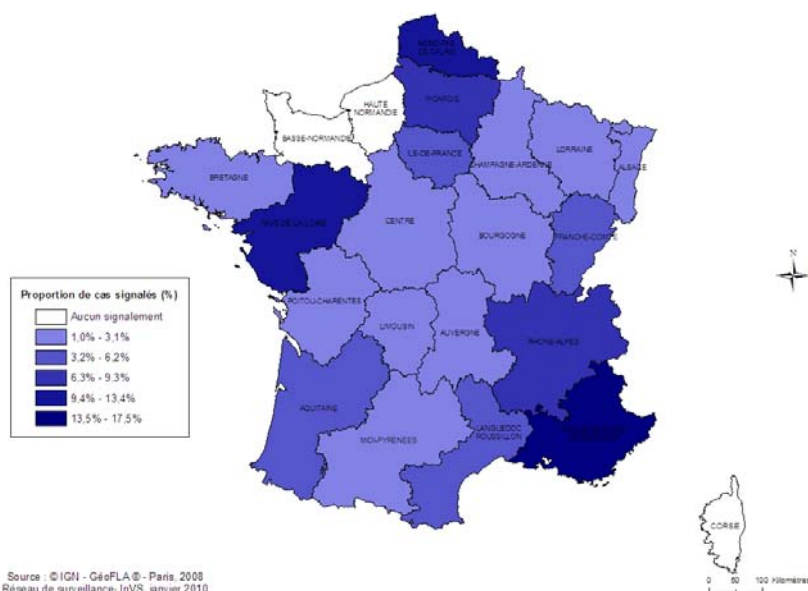 NORD-PAS
DE-CALAIS
PICARDIE
HAUTE
NORMANDIE
BASSE-NORMANDIE
ILE-DE-FRANCE
CHAMPAGNE-ARDENNE
LORRAINE
ALSACE
BRETAGNE
PAYS-DE-LA-LOIRE
CENTRE
BOURGOGNE
FRANCHE-COMTE
POITOU-CHARENTES
LIMOUSIN
AUVERGNE
RHONE-ALPES
AQUITAINE
MIDI-PYRENEES
LANGUEDOC
ROUSSILLON
CORSE
N
Proportion de cas signalés (%)
Aucun signalement
1,0% - 3,1%
3,2% - 6,2%
6,3% - 9,3%
9,4% - 13,4%
13,5% - 17,5%
0 50 100 Kilomètres
Source : © IGN - GéoFLA ® - Paris, 2008
Réseau de surveillance- InVS, janvier 2010